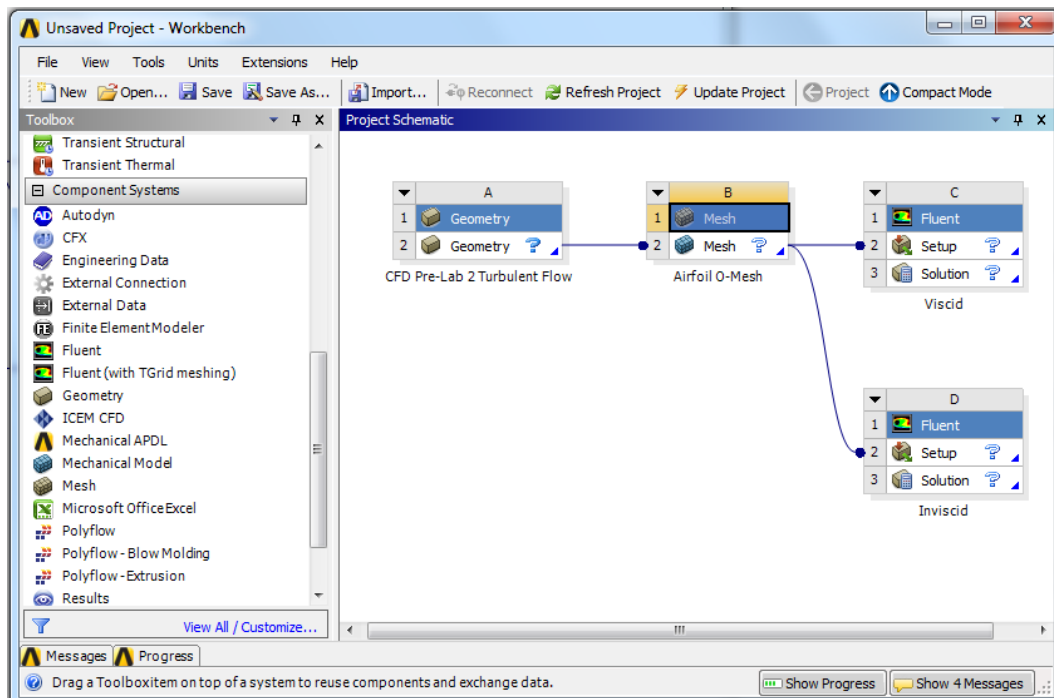 Unsaved Project - Workbench
File View Tools Units Extensions Help
New Open... Save Save As... Import... Reconnect Refresh Project Update Project Project Compact Mode
Toolbox
Transient Structural
Transient Thermal
Component Systems
Autodyn
CFX
Engineering Data
External Connection
External Data
Finite Element Modeler
Fluent
Fluent (with TGrid meshing)
Geometry
ICEM CFD
Mechanical APDL
Mechanical Model
Mesh
Microsoft Office Excel
Polyflow
Polyflow - Blow Molding
Polyflow - Extrusion
Results
View All / Customize...
Project Schematic
A
1 Geometry
2 Geometry ?
CFD Pre-Lab 2 Turbulent Flow
B
1 Mesh
2 Mesh ?
Airfoil O-Mesh
C
1 Fluent
2 Setup ?
3 Solution ?
Viscid
D
1 Fluent
2 Setup ?
3 Solution ?
Inviscid
Messages Progress
Drag a Toolbox item on top of a system to reuse components and exchange data.
Show Progress Show 4 Messages